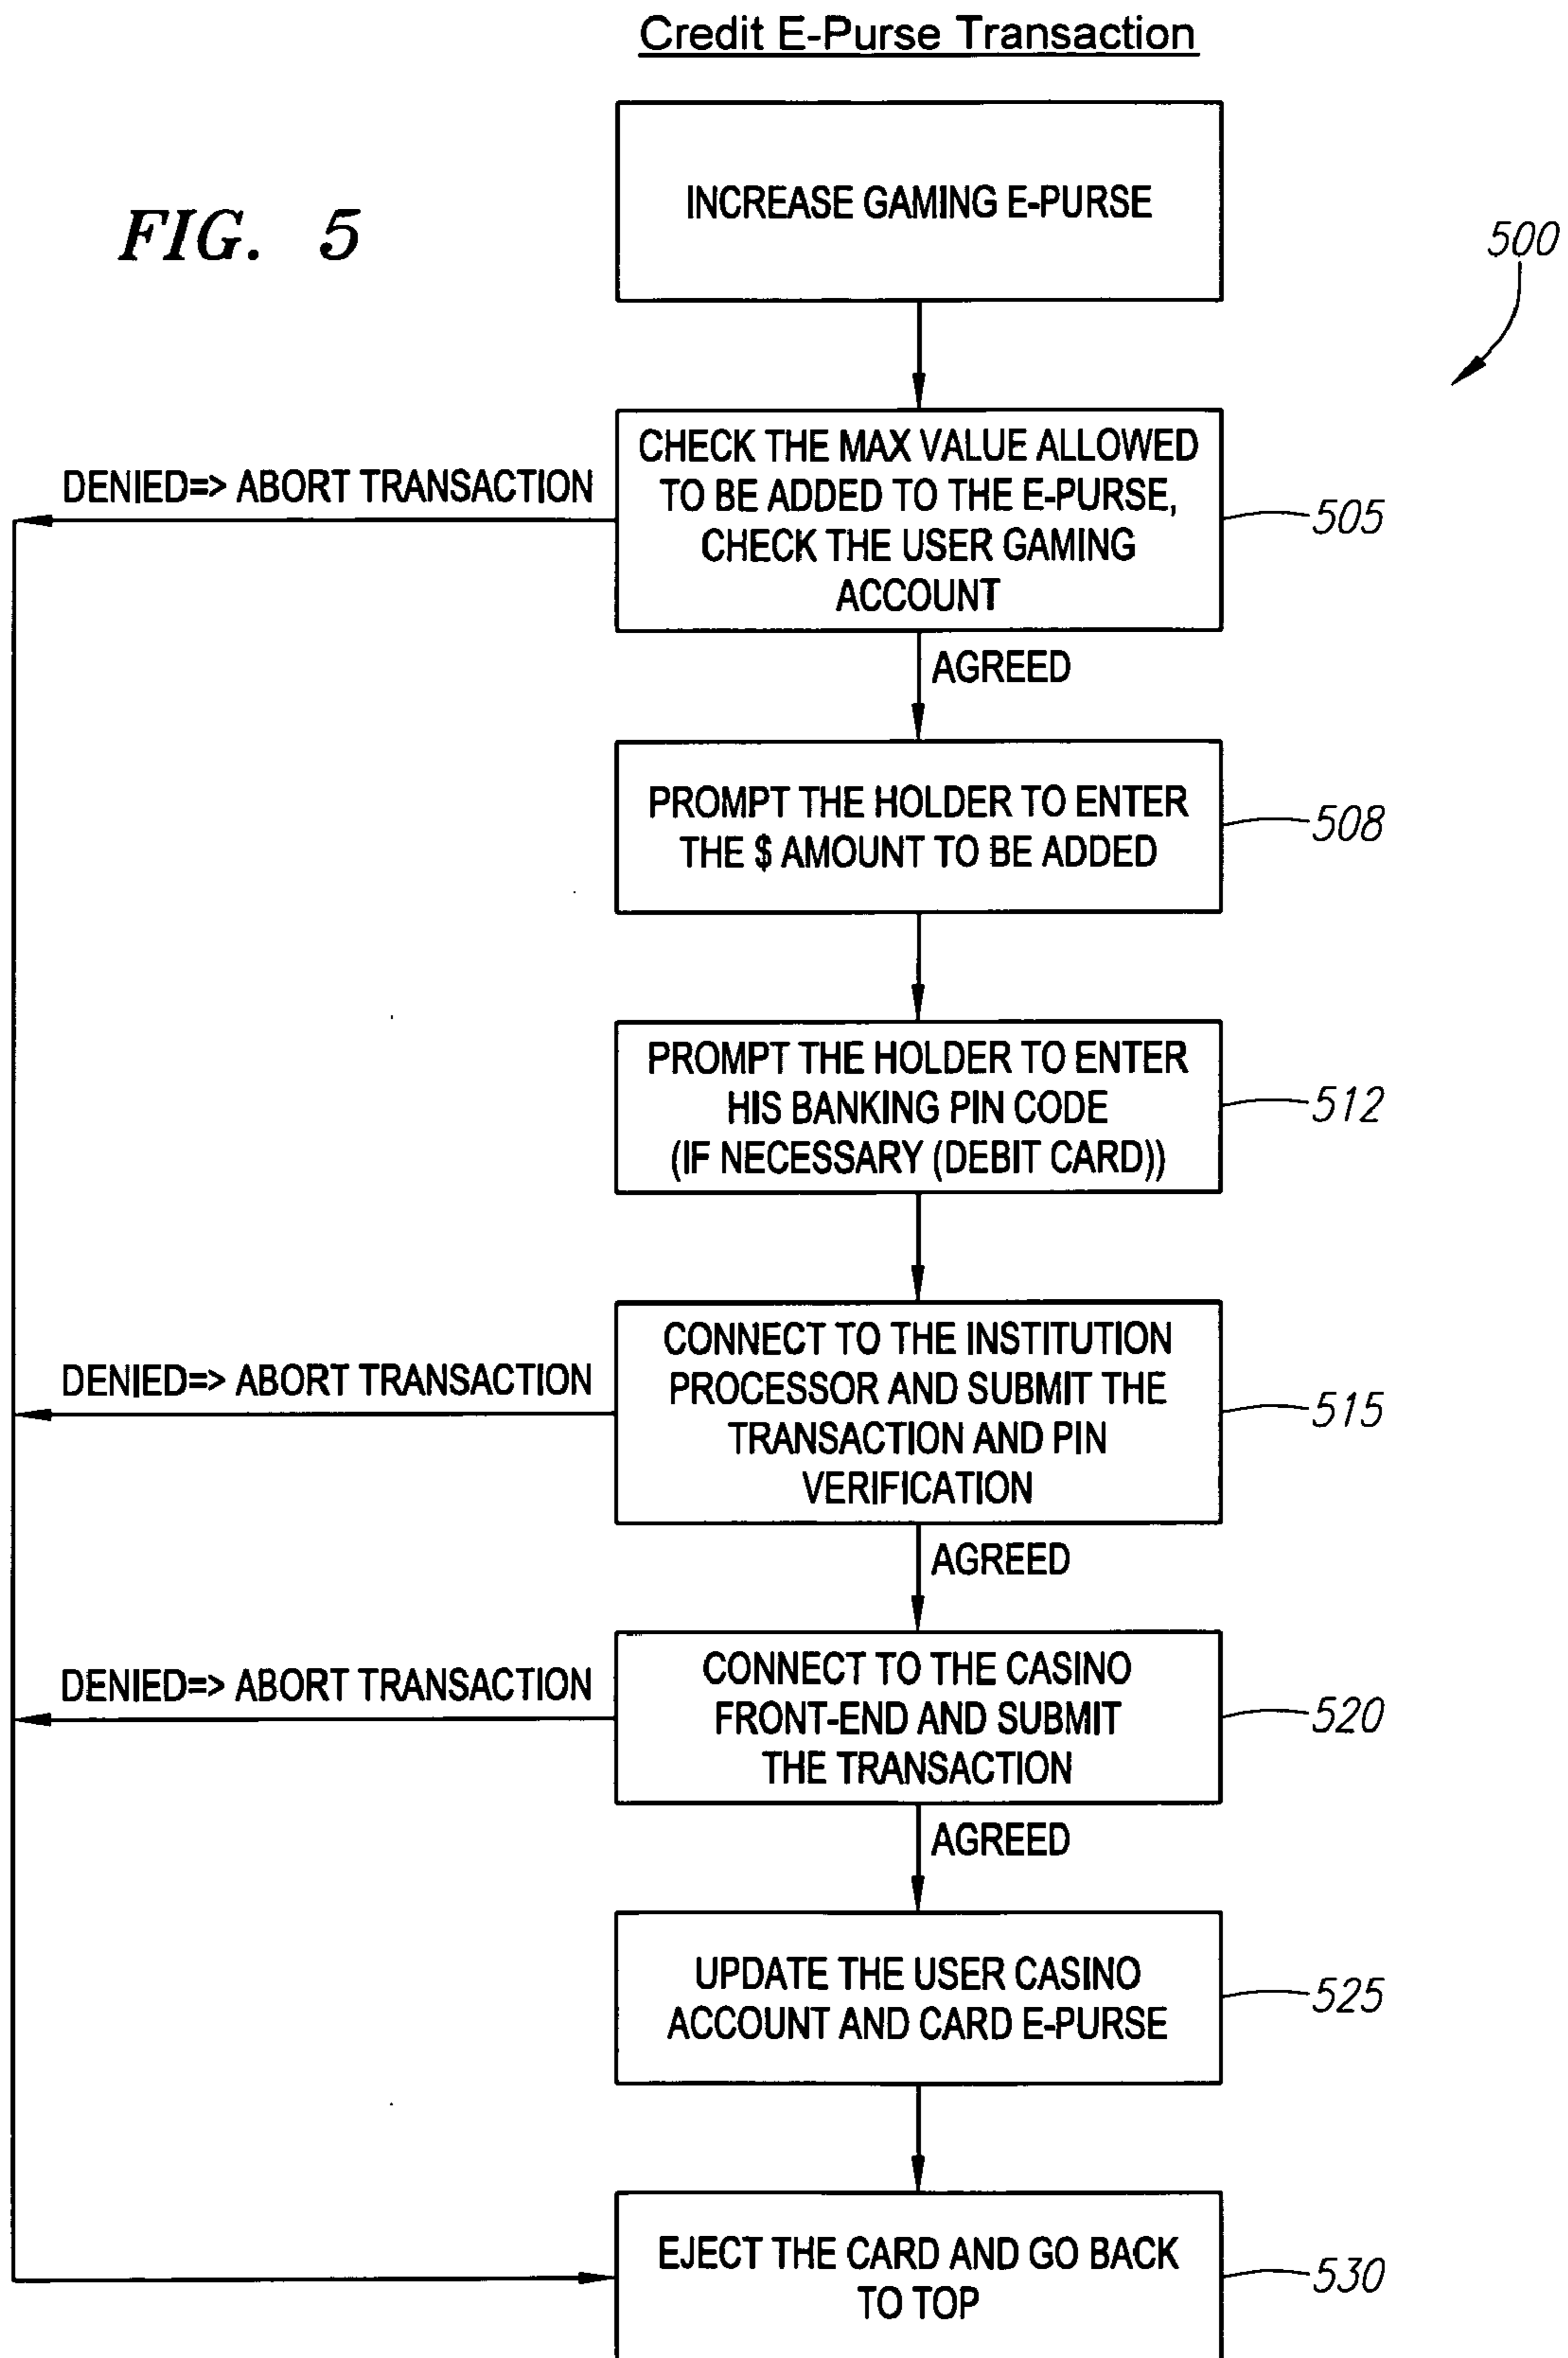 Credit E-Purse Transaction
INCREASE GAMING E-PURSE
FIG. 5
500
CHECK THE MAX VALUE ALLOWED
TO BE ADDED TO THE E-PURSE,
CHECK THE USER GAMING
ACCOUNT
DENIED=> ABORT TRANSACTION
505
AGREED
PROMPT THE HOLDER TO ENTER
THE $ AMOUNT TO BE ADDED
508
PROMPT THE HOLDER TO ENTER
HIS BANKING PIN CODE
(IF NECESSARY (DEBIT CARD))
512
CONNECT TO THE INSTITUTION
PROCESSOR AND SUBMIT THE
TRANSACTION AND PIN
VERIFICATION
DENIED=> ABORT TRANSACTION
515
AGREED
CONNECT TO THE CASINO
FRONT-END AND SUBMIT
THE TRANSACTION
DENIED=> ABORT TRANSACTION
520
AGREED
UPDATE THE USER CASINO
ACCOUNT AND CARD E-PURSE
525
EJECT THE CARD AND GO BACK
TO TOP
530